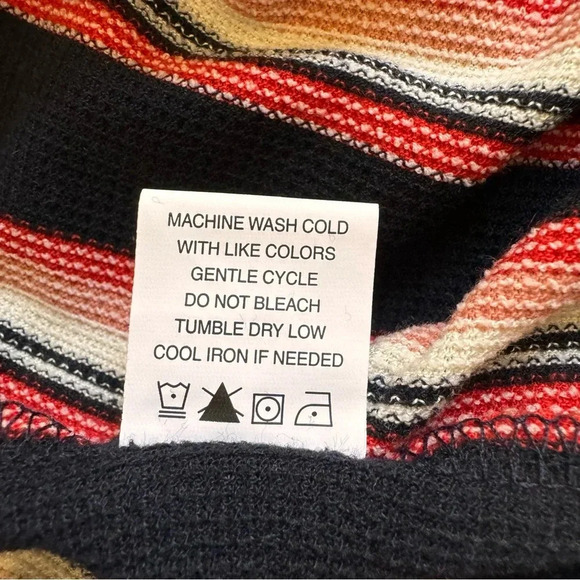 MACHINE WASH COLD
WITH LIKE COLORS
GENTLE CYCLE
DO NOT BLEACH
TUMBLE DRY LOW
COOL IRON IF NEEDED